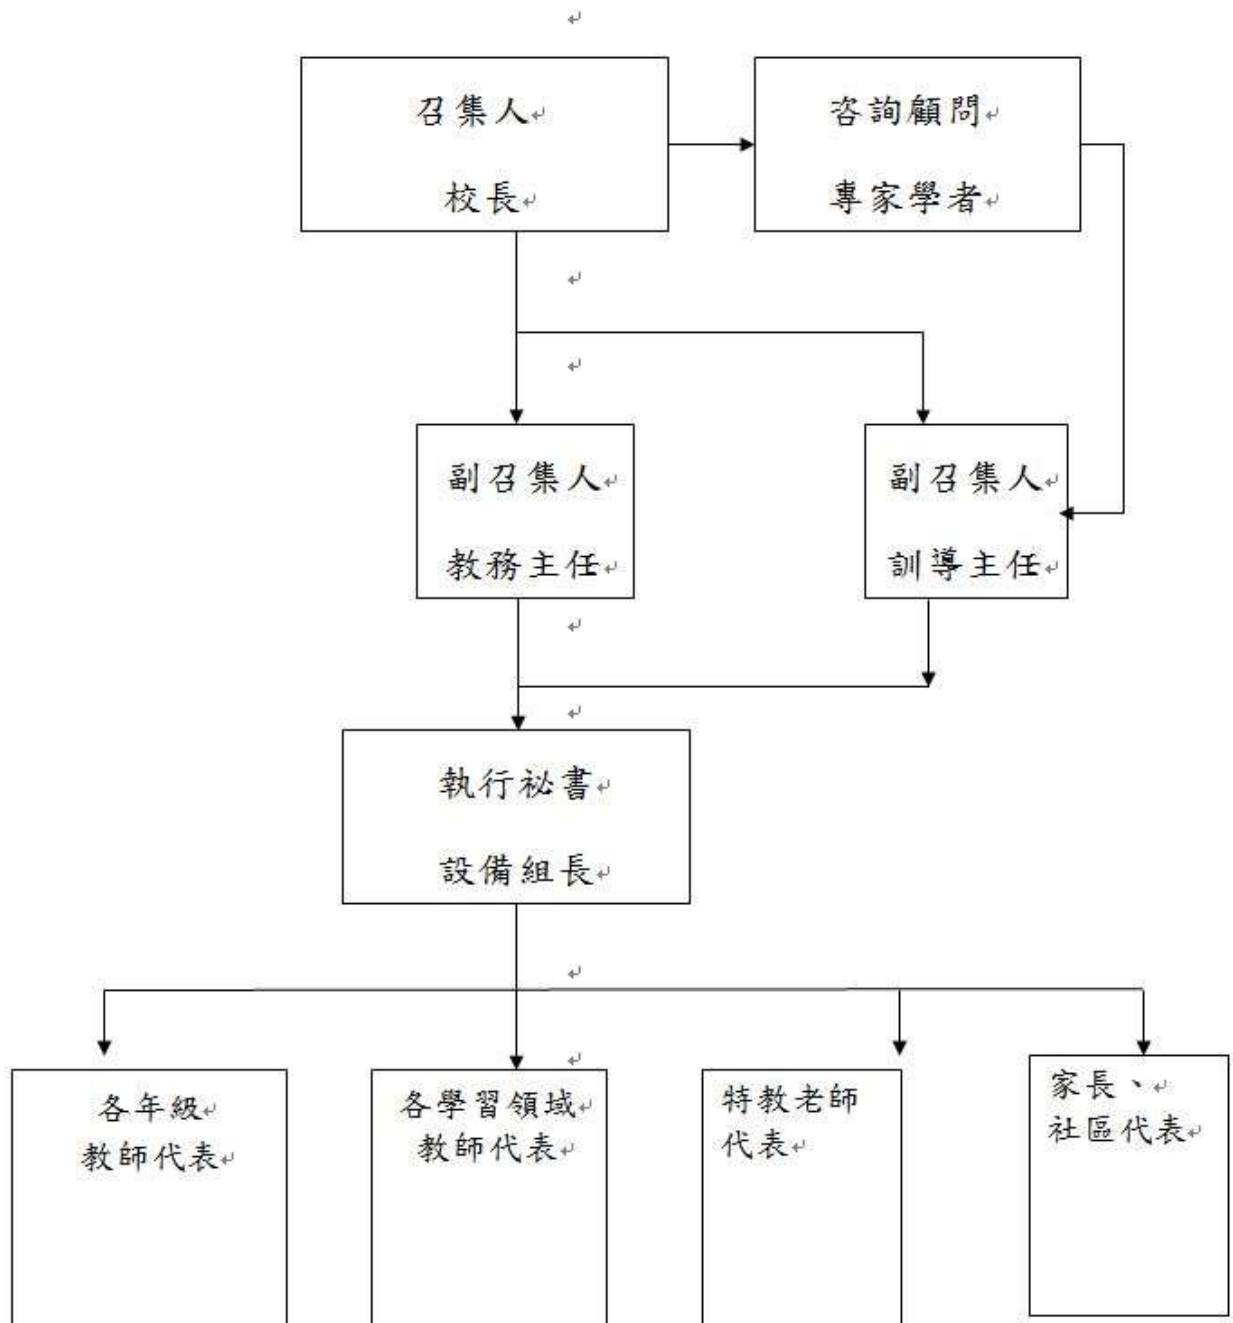 召集人
校長
咨詢顧問
專家學者
副召集人
教務主任
副召集人
訓導主任
執行祕書
設備組長
各年級
教師代表
各學習領域
教師代表
特教老師
代表
家長、
社區代表